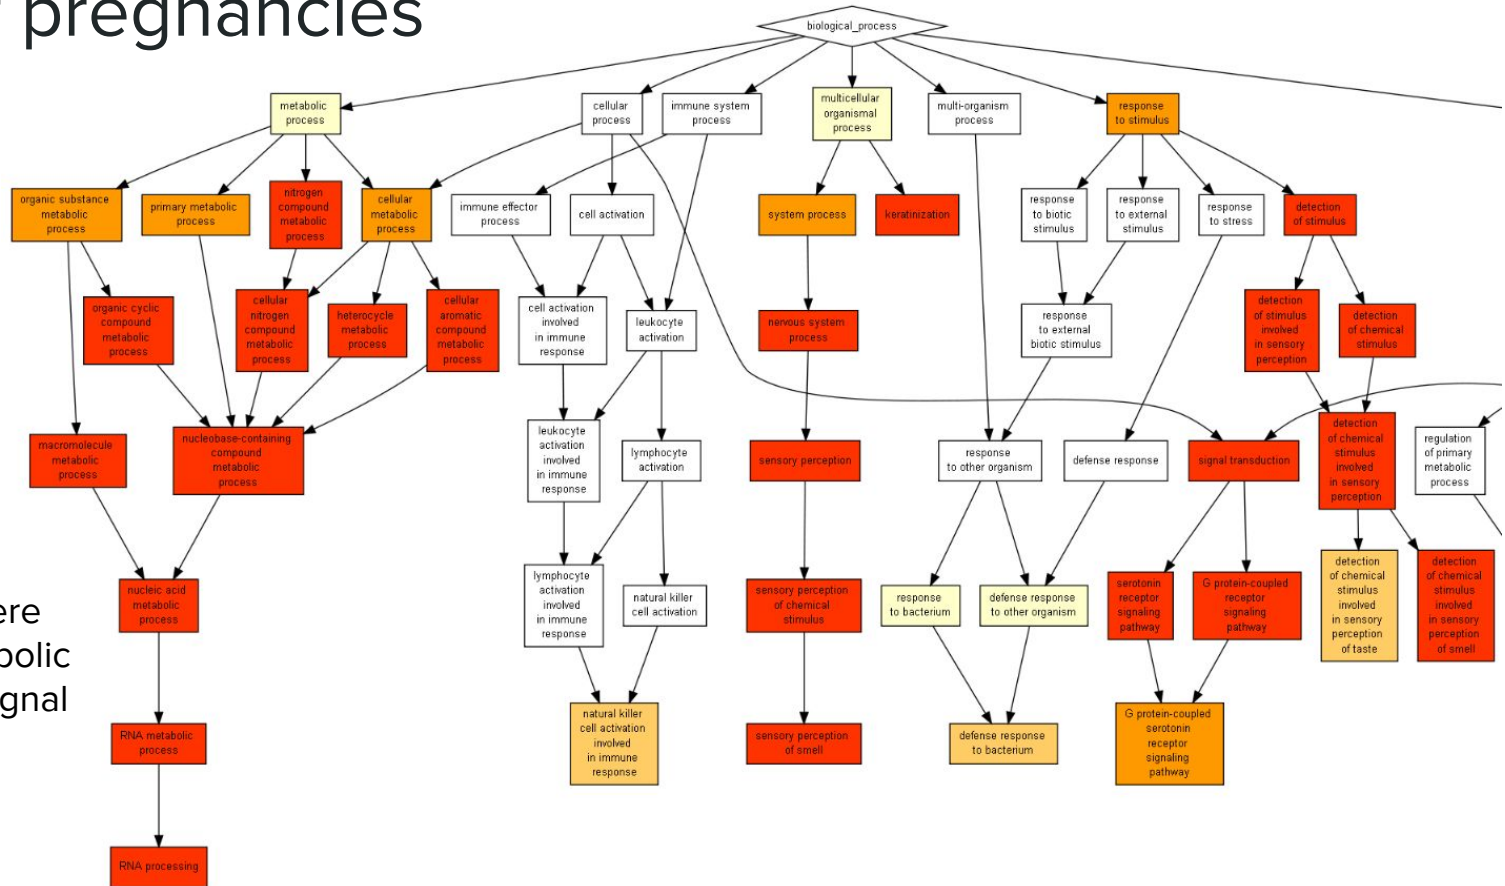 pregnancies
biological_process
metabolic
process
cellular
process
immune system
process
multicellular
organismal
process
multi-organism
process
response
to stimulus
organic substance
metabolic
process
primary metabolic
process
nitrogen
compound
metabolic
process
cellular
metabolic
process
immune effector
process
cell activation
system process
keratinization
response
to biotic
stimulus
response
to external
stimulus
response
to stress
detection
of stimulus
organic cyclic
compound
metabolic
process
cellular
nitrogen
compound
metabolic
process
heterocycle
metabolic
process
cellular
aromatic
compound
metabolic
process
cell activation
involved
in immune
response
leukocyte
activation
nervous system
process
response
to external
biotic stimulus
detection
of stimulus
involved
in sensory
perception
detection
of chemical
stimulus
macromolecule
metabolic
process
nucleobase-containing
compound
metabolic
process
leukocyte
activation
involved
in immune
response
lymphocyte
activation
sensory perception
response
to other organism
defense response
signal transduction
detection
of chemical
stimulus
involved
in sensory
perception
regulation
of primary
metabolic
process
nucleic acid
metabolic
process
lymphocyte
activation
involved
in immune
response
natural killer
cell activation
sensory perception
of chemical
stimulus
response
to bacterium
defense response
to other organism
serotonin
receptor
signaling
pathway
G protein-coupled
receptor
signaling
pathway
detection
of chemical
stimulus
involved
in sensory
perception
of taste
detection
of chemical
stimulus
involved
in sensory
perception
of smell
ere
bolic
gnal
RNA metabolic
process
natural killer
cell activation
involved
in immune
response
sensory perception
of smell
defense response
to bacterium
G protein-coupled
serotonin
receptor
signaling
pathway
RNA processing